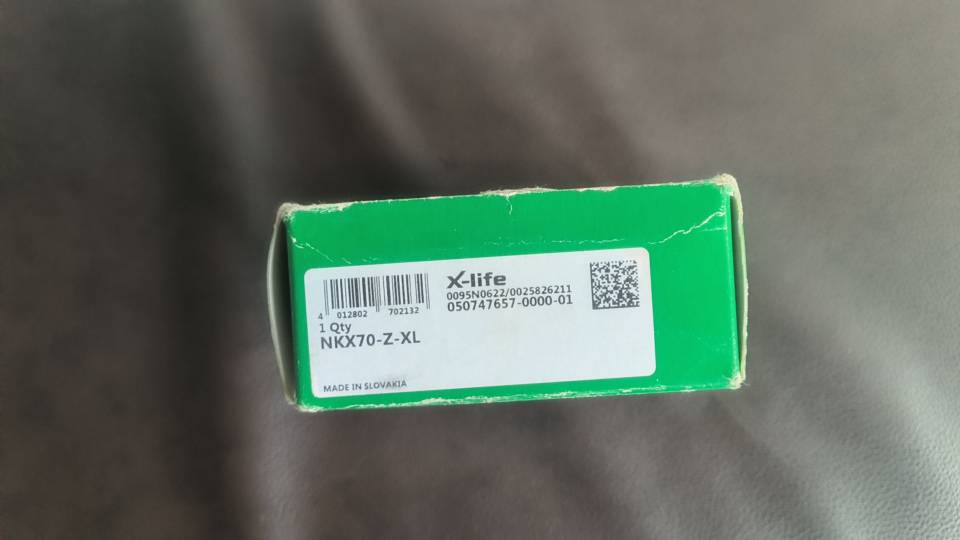 X-life
0095N0622/0025826211
050747657-0000-01
4 012802 702132
1 Qty
NKX70-Z-XL
MADE IN SLOVAKIA